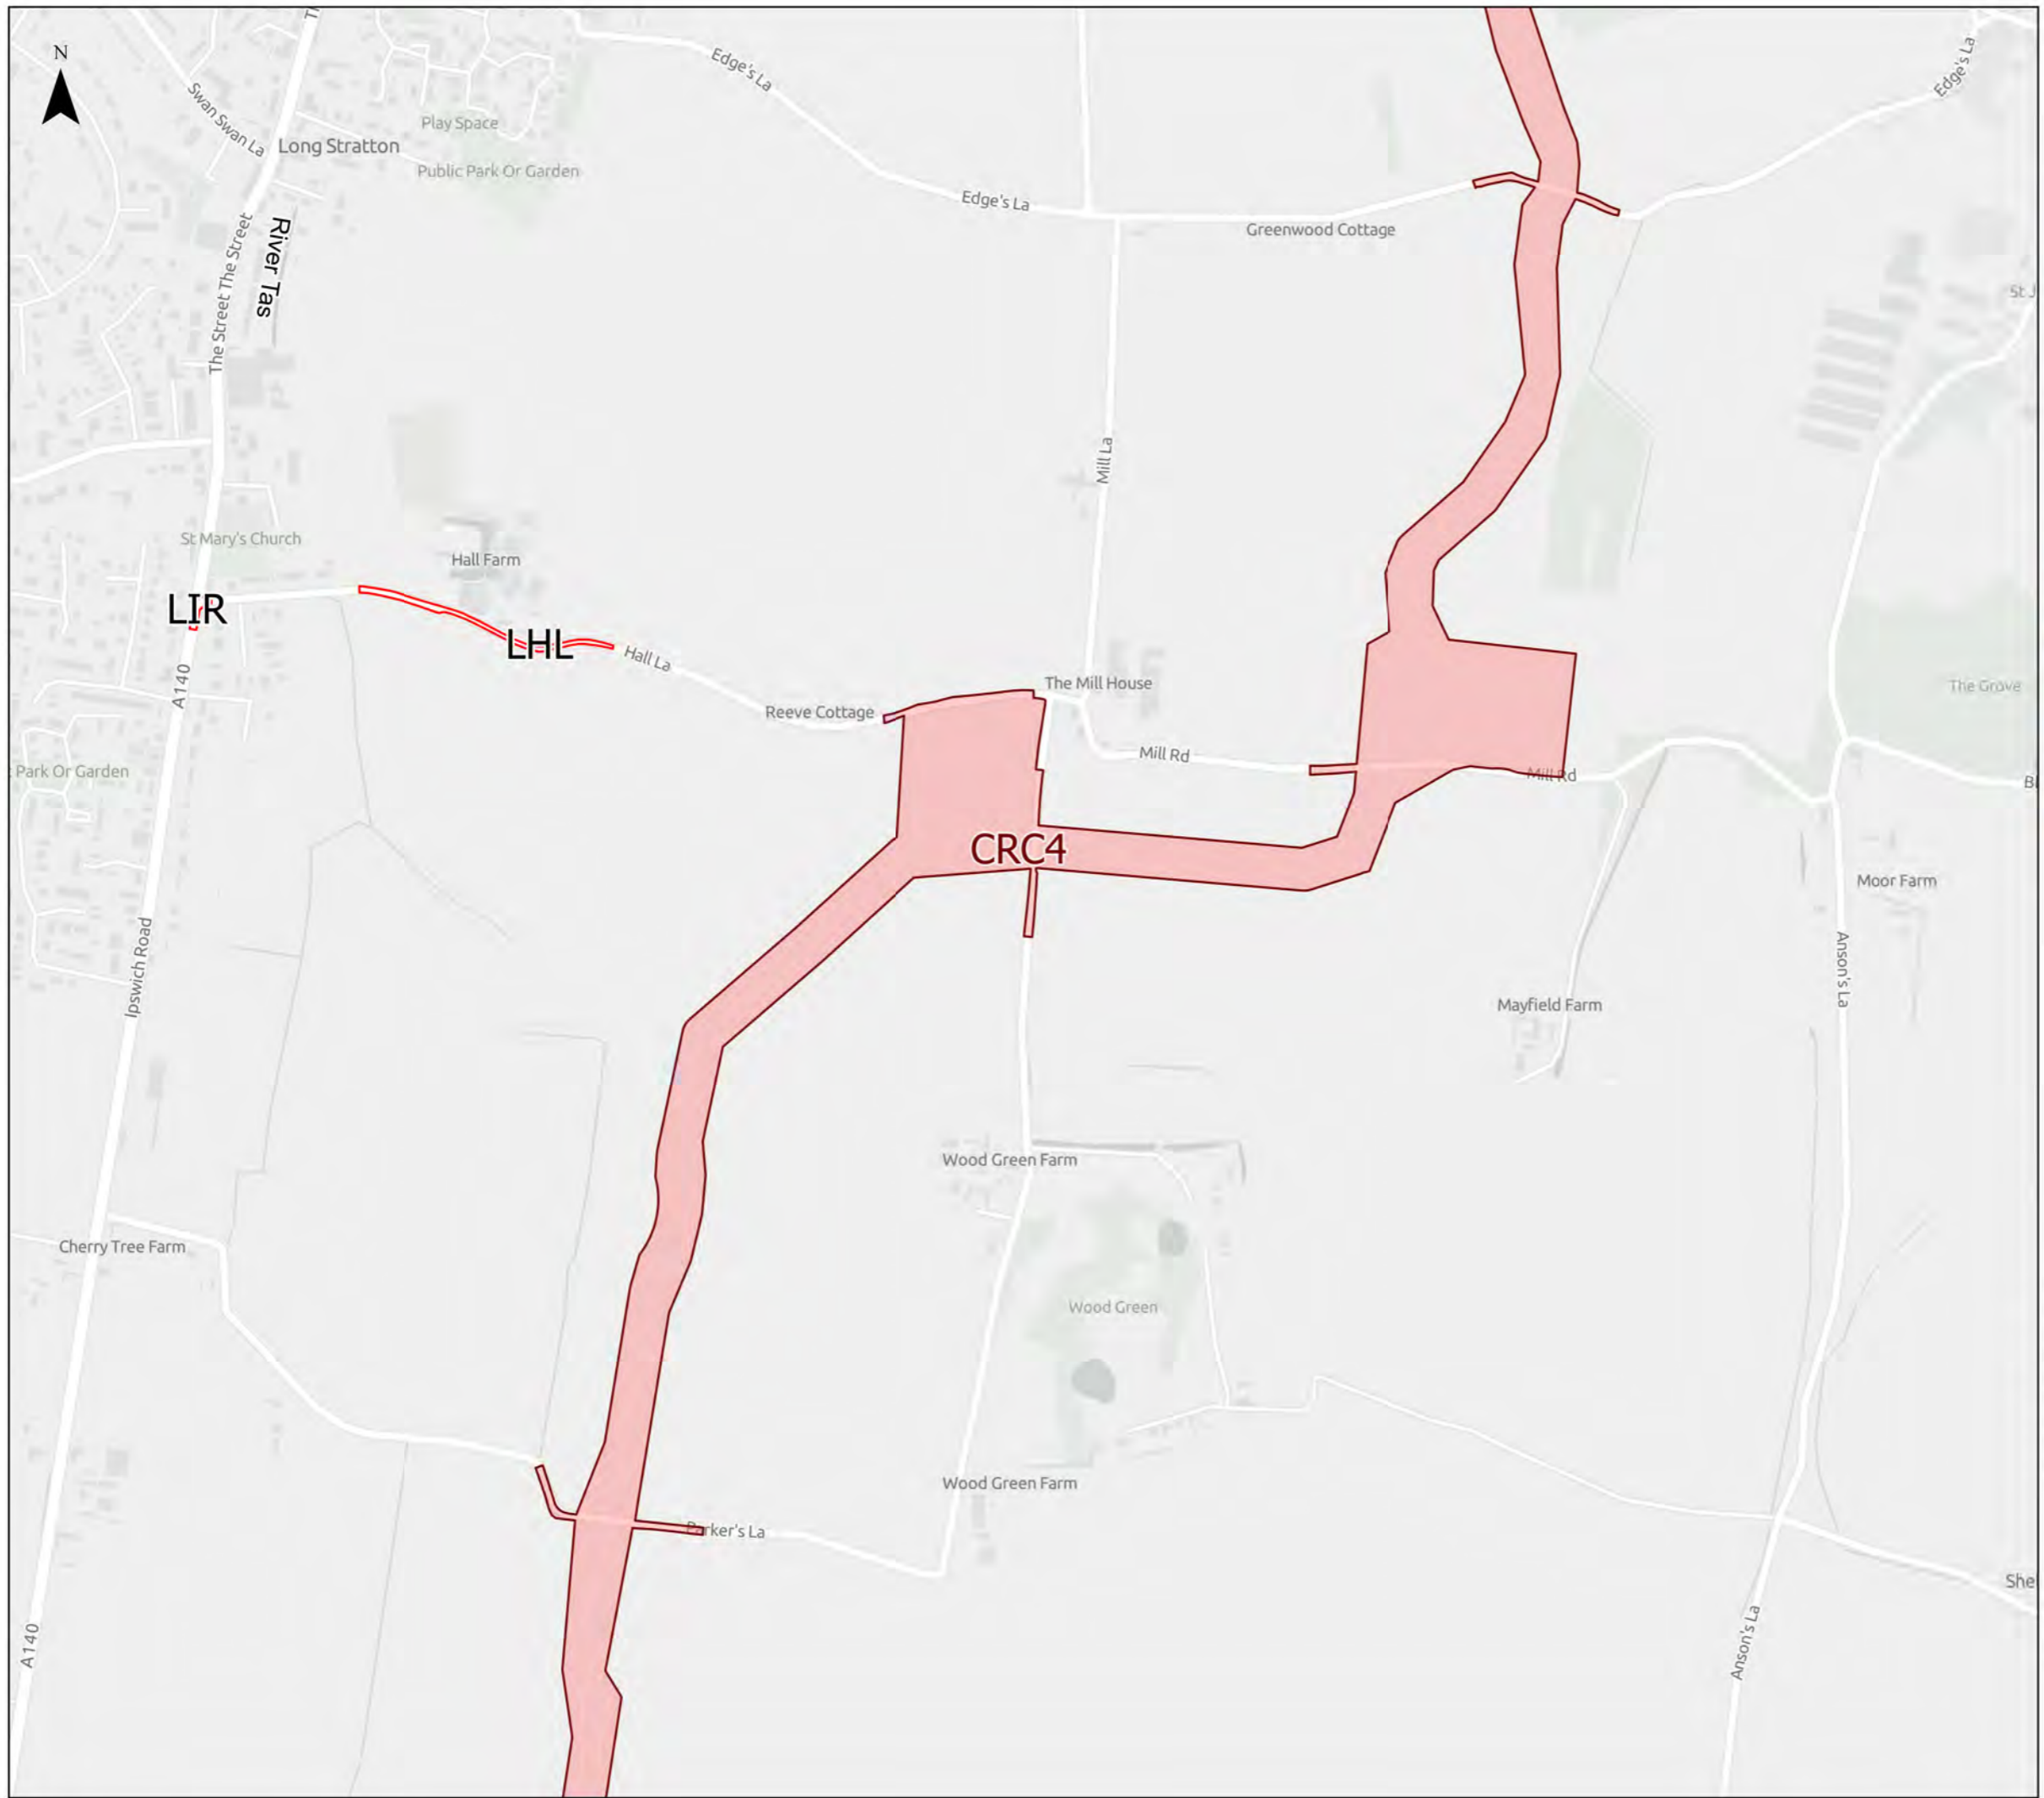 N
Edge's La
Edge's La
Swan Swan La
Play Space
Long Stratton
Public Park Or Garden
Edge's La
Greenwood Cottage
The Street The Street
River Tas
St J
Mill La
St Mary's Church
Hall Farm
LIR
LHL
Hall La
A140
The Mill House
The Grove
Reeve Cottage
Mill Rd
Park Or Garden
Mill Rd
CRC4
Moor Farm
Ipswich Road
Anson's La
Mayfield Farm
Wood Green Farm
Cherry Tree Farm
Wood Green
Wood Green Farm
Parker's La
She
A140
Anson's La